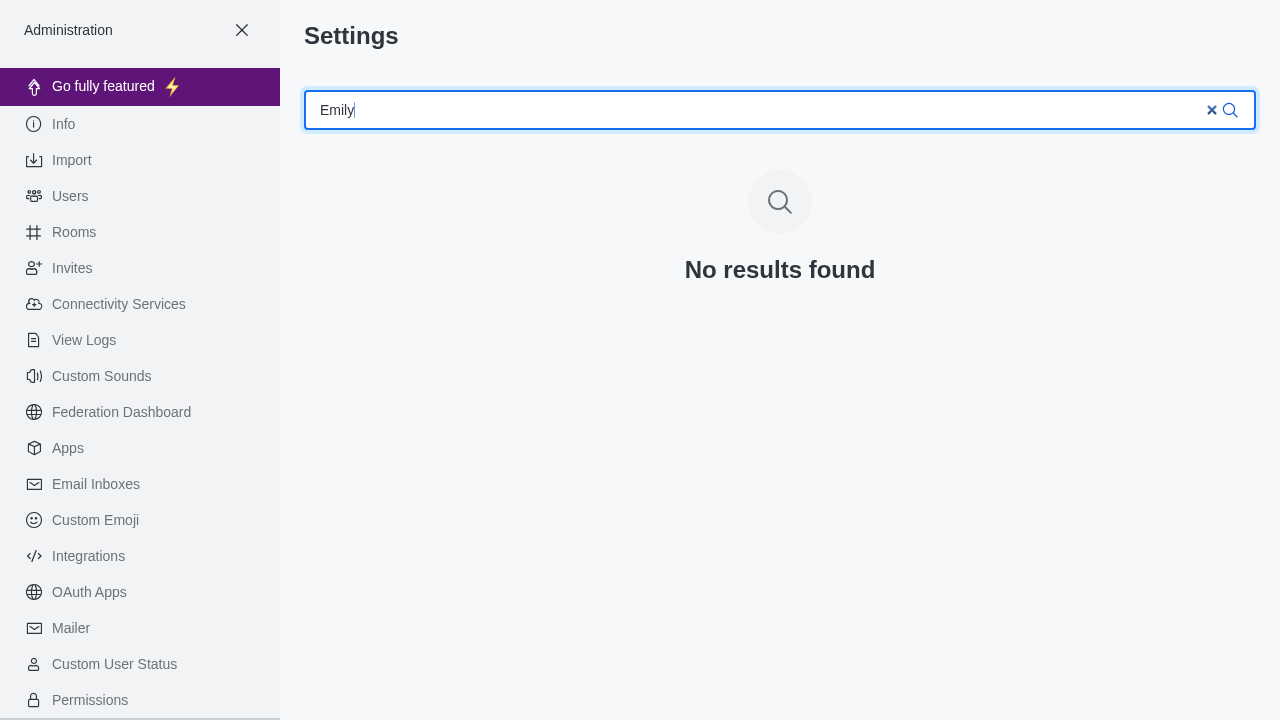 Administration
Go fully featured
Info
Import
Users
Rooms
Invites
Connectivity Services
View Logs
Custom Sounds
Federation Dashboard
Apps
Email Inboxes
Custom Emoji
Integrations
OAuth Apps
Mailer
Custom User Status
Permissions
Settings
Emily
No results found